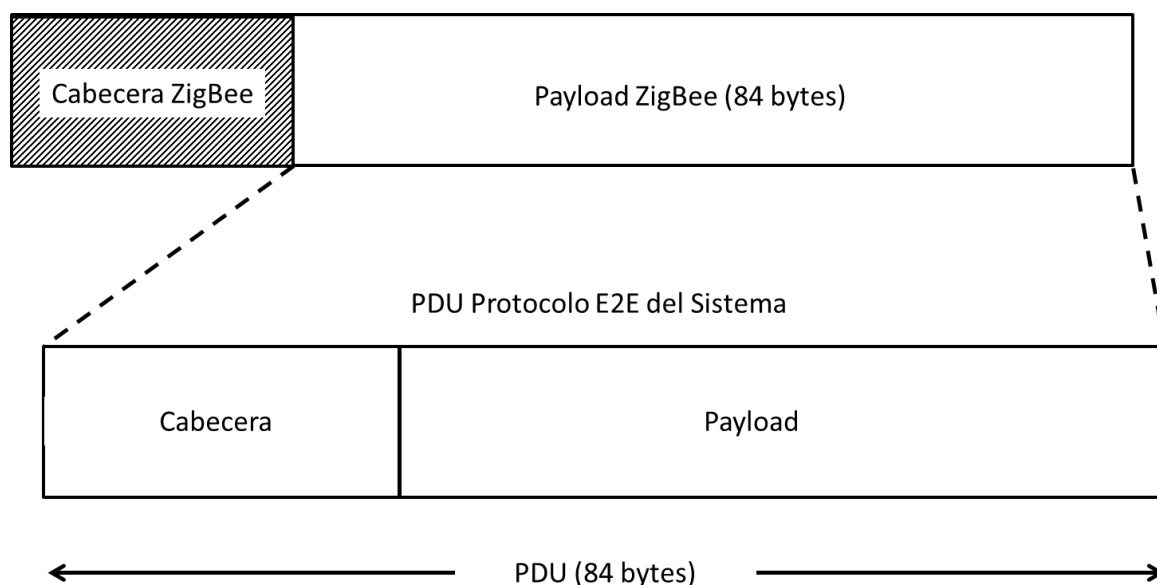 Cabecera ZigBee
Payload ZigBee (84 bytes)
PDU Protocolo E2E del Sistema
Cabecera
Payload
PDU (84 bytes)